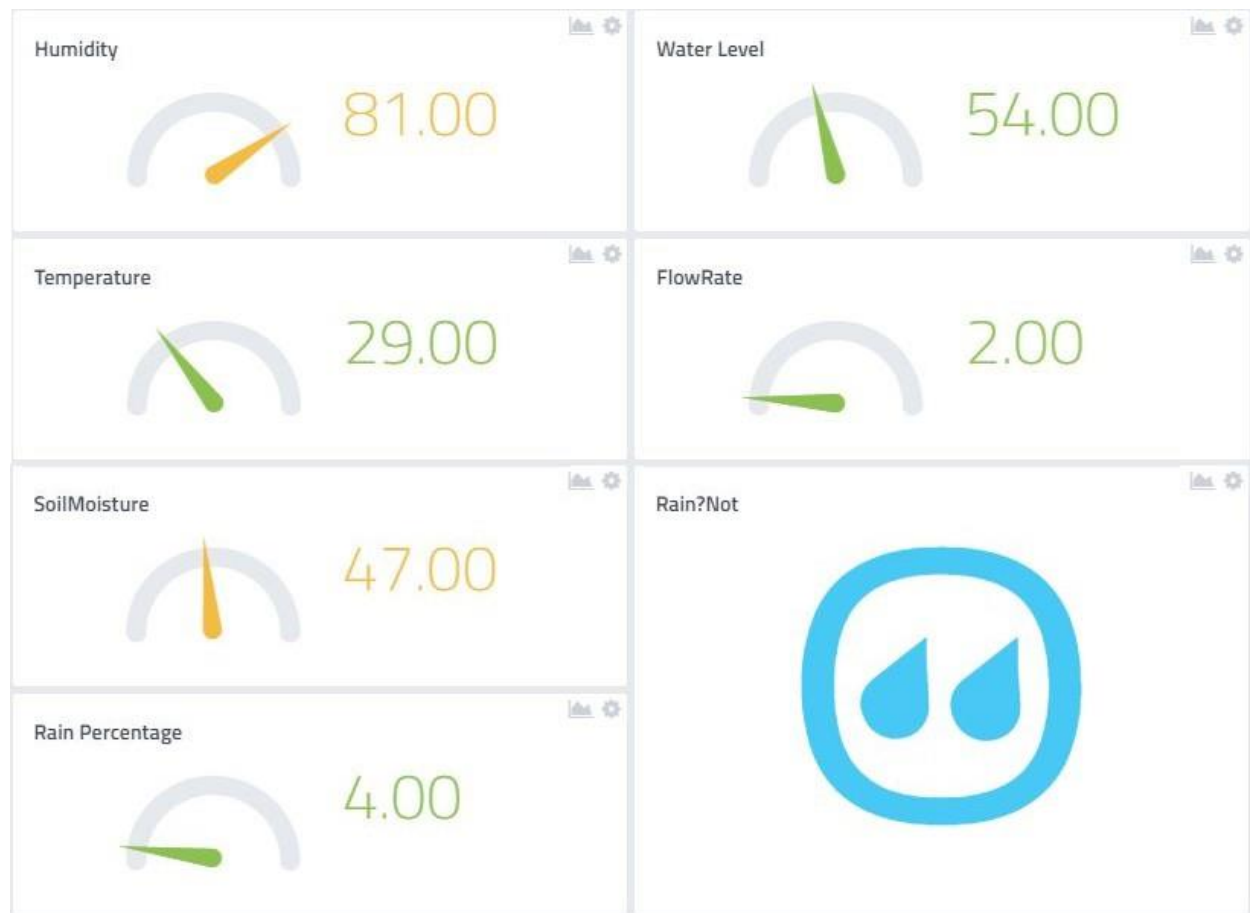 Humidity
81.00
Water Level
54.00
Temperature
29.00
FlowRate
2.00
SoilMoisture
47.00
Rain?Not
Rain Percentage
4.00